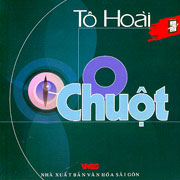 Tô Hoài
O Chuột
NHÀ XUẤT BẢN VĂN HÓA SÀI GÒN